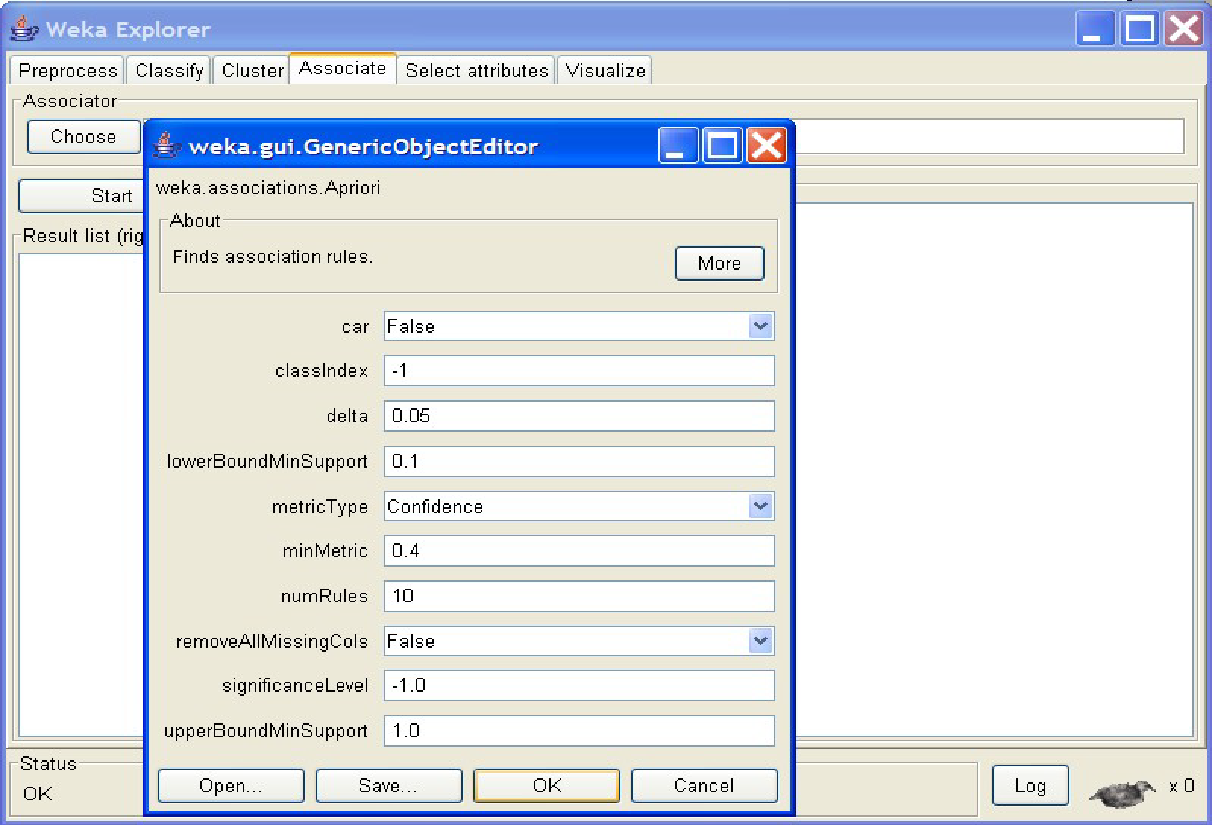 Weka Explorer
Preprocess Classify Cluster Associate Select attributes Visualize
Associator
Choose
weka.gui.GenericObjectEditor
weka.associations.Apriori
Start
About
Result list (rig
Finds association rules.
More
car False
classIndex -1
delta 0.05
lowerBoundMinSupport 0.1
metricType Confidence
minMetric 0.4
numRules 10
removeAllMissingCols False
significanceLevel -1.0
upperBoundMinSupport 1.0
Open... Save... OK Cancel
Status
OK
Log
x 0